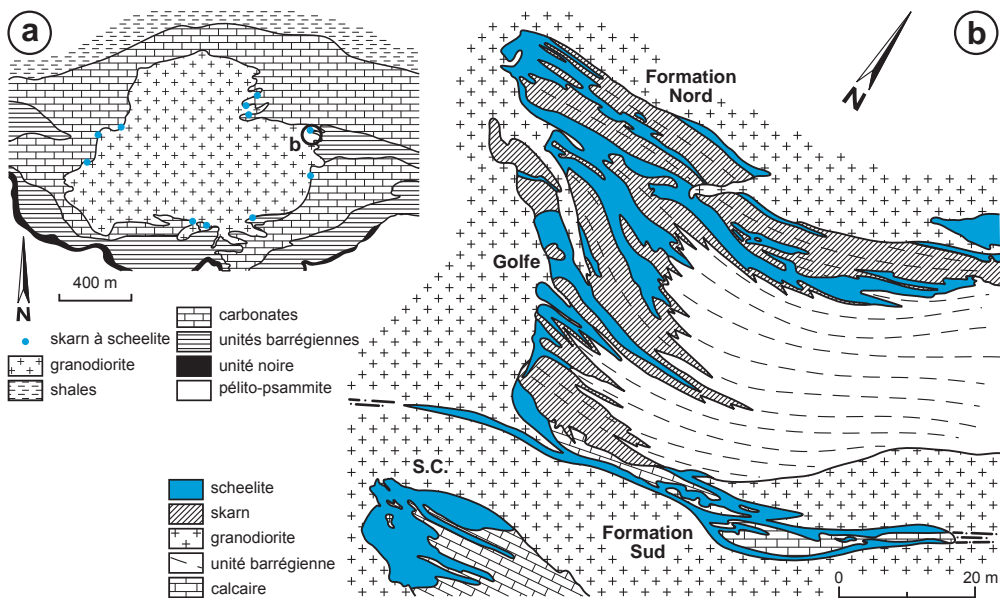 a
b
400 m
N
skarn à scheelite
granodiorite
shales
carbonates
unités barrégiennes
unité noire
pélito-psammite
b
N
Formation
Nord
Golfe
S.C.
Formation
Sud
0 20 m
scheelite
skarn
granodiorite
unité barrégienne
calcaire